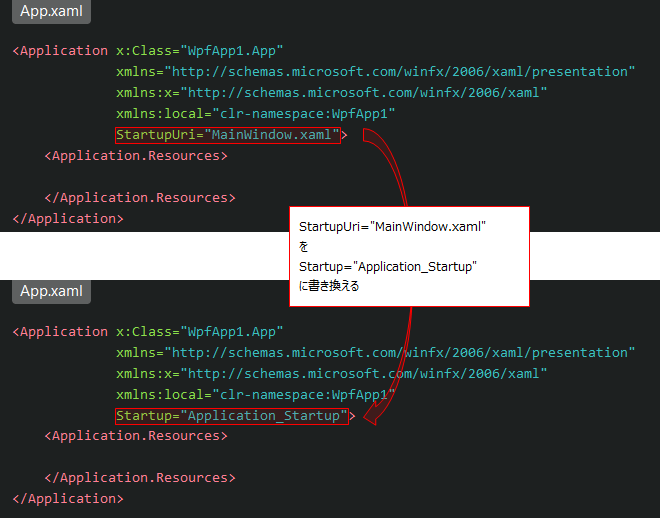 App.xaml
<Application x:Class="WpfApp1.App"
xmlns="http://schemas.microsoft.com/winfx/2006/xaml/presentation"
xmlns:x="http://schemas.microsoft.com/winfx/2006/xaml"
xmlns:local="clr-namespace:WpfApp1"
StartupUri="MainWindow.xaml">
<Application.Resources>
</Application.Resources>
</Application>
StartupUri="MainWindow.xaml"
を
Startup="Application_Startup"
に書き換える
App.xaml
<Application x:Class="WpfApp1.App"
xmlns="http://schemas.microsoft.com/winfx/2006/xaml/presentation"
xmlns:x="http://schemas.microsoft.com/winfx/2006/xaml"
xmlns:local="clr-namespace:WpfApp1"
Startup="Application_Startup">
<Application.Resources>
</Application.Resources>
</Application>